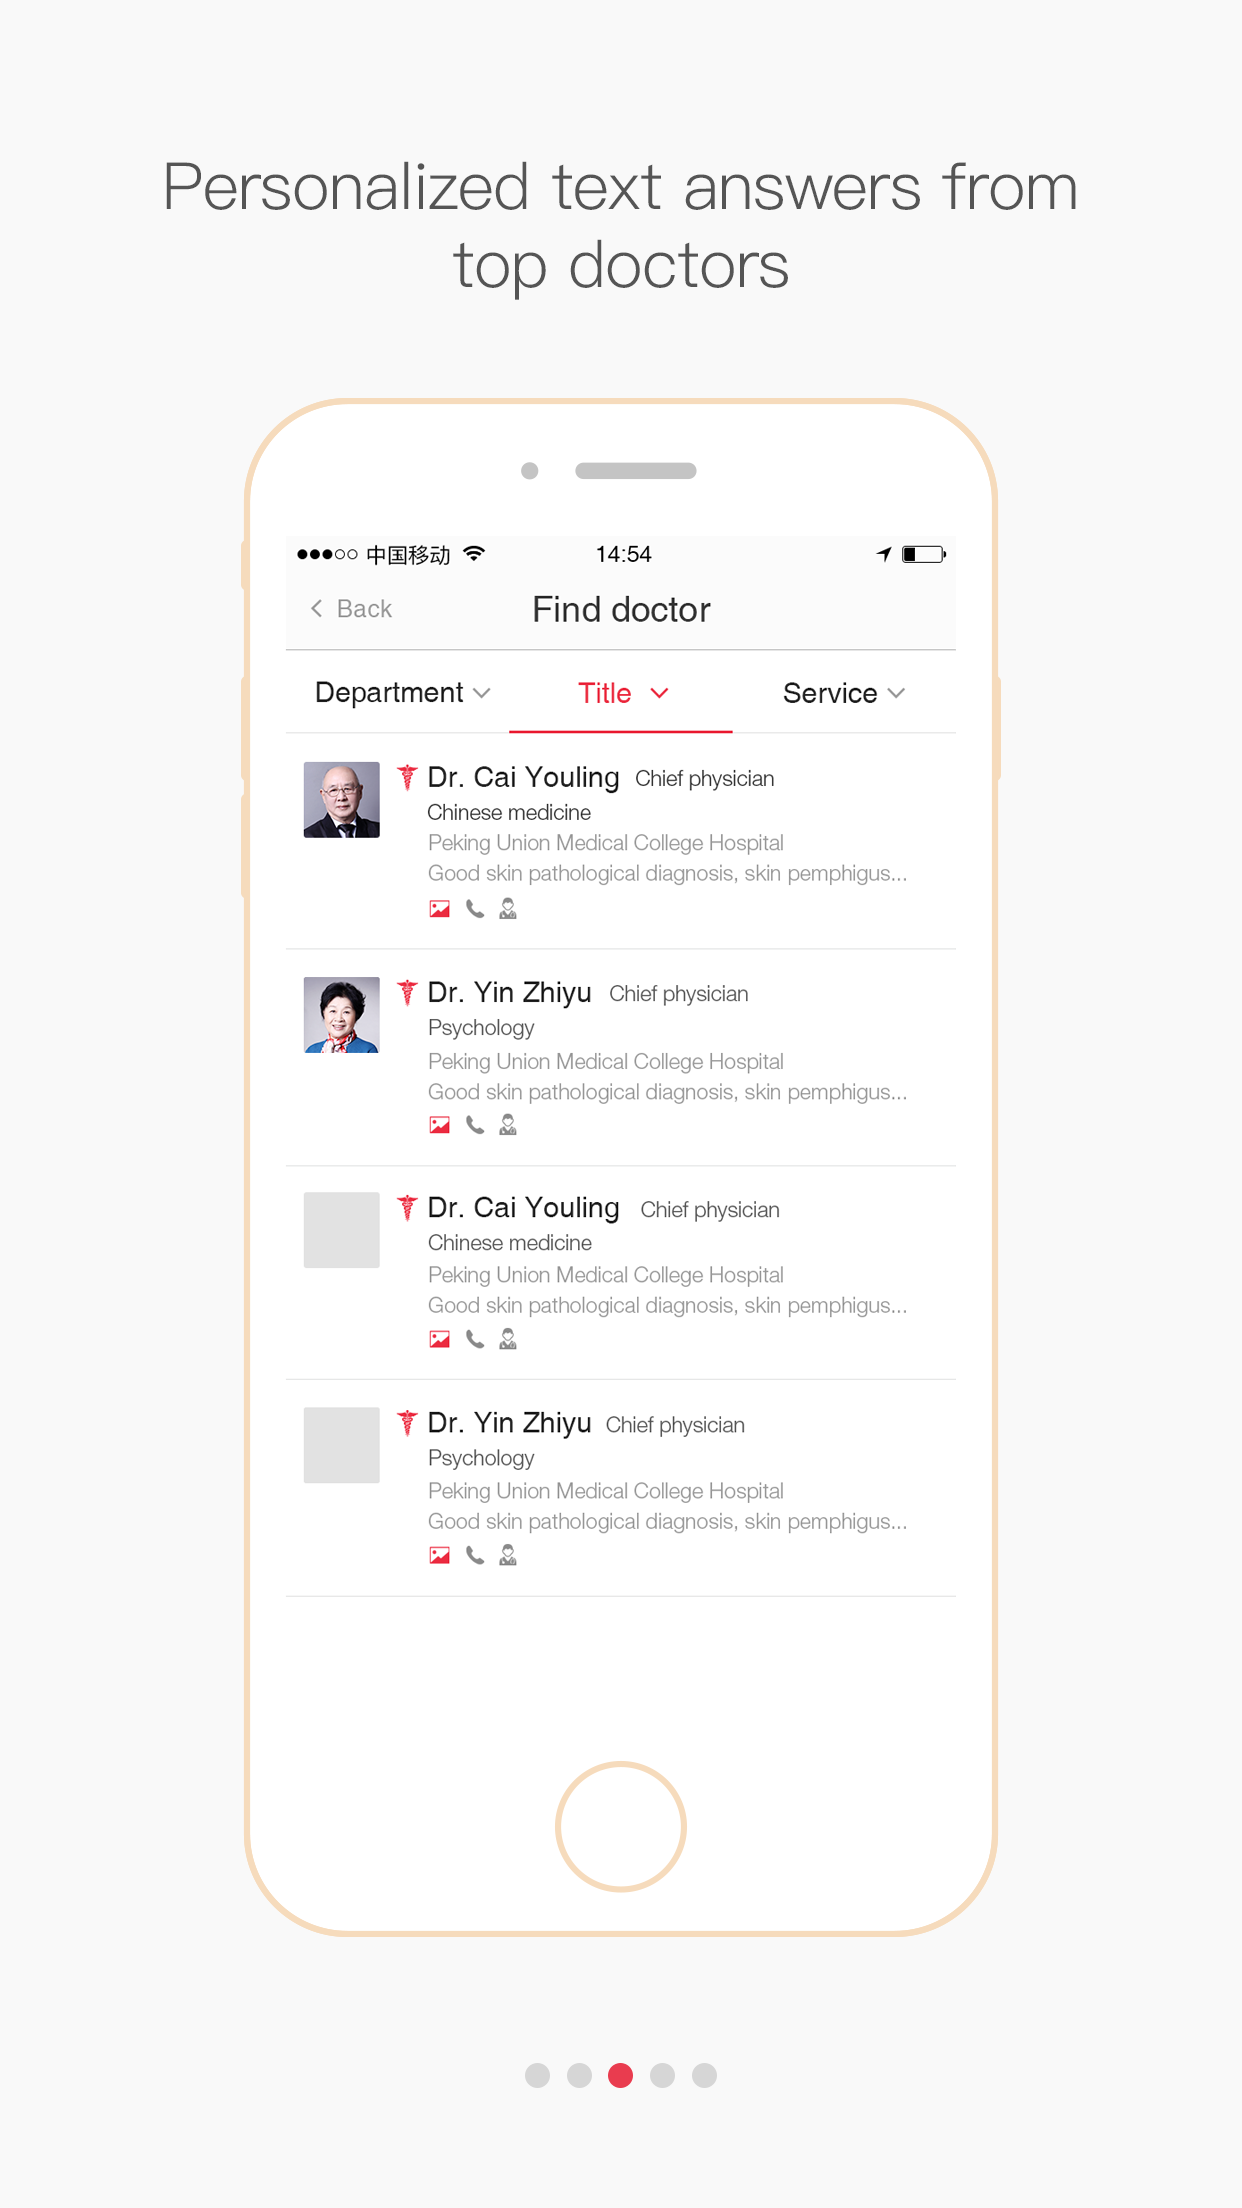 Personalized text answers from
top doctors
中国移动
14:54
Back
Find doctor
Department
Title
Service
Dr. Cai Youling Chief physician
Chinese medicine
Peking Union Medical College Hospital
Good skin pathological diagnosis, skin pemphigus...
Dr. Yin Zhiyu Chief physician
Psychology
Peking Union Medical College Hospital
Good skin pathological diagnosis, skin pemphigus...
Dr. Cai Youling Chief physician
Chinese medicine
Peking Union Medical College Hospital
Good skin pathological diagnosis, skin pemphigus...
Dr. Yin Zhiyu Chief physician
Psychology
Peking Union Medical College Hospital
Good skin pathological diagnosis, skin pemphigus...